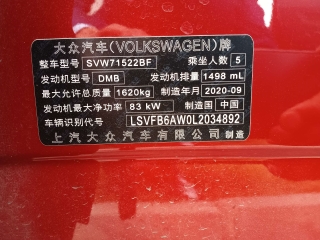 大众汽车(VOLKSWAGEN)牌
整车型号 SVW71522BF 乘坐人数 5
发动机型号 DMB 发动机排量 1498 mL
最大允许总质量 1620kg 制造年月 2020-09
发动机最大净功率 83 kW 制造国 中国
车辆识别代号 LSVFB6AW0L2034892
上汽大众汽车有限公司 制造